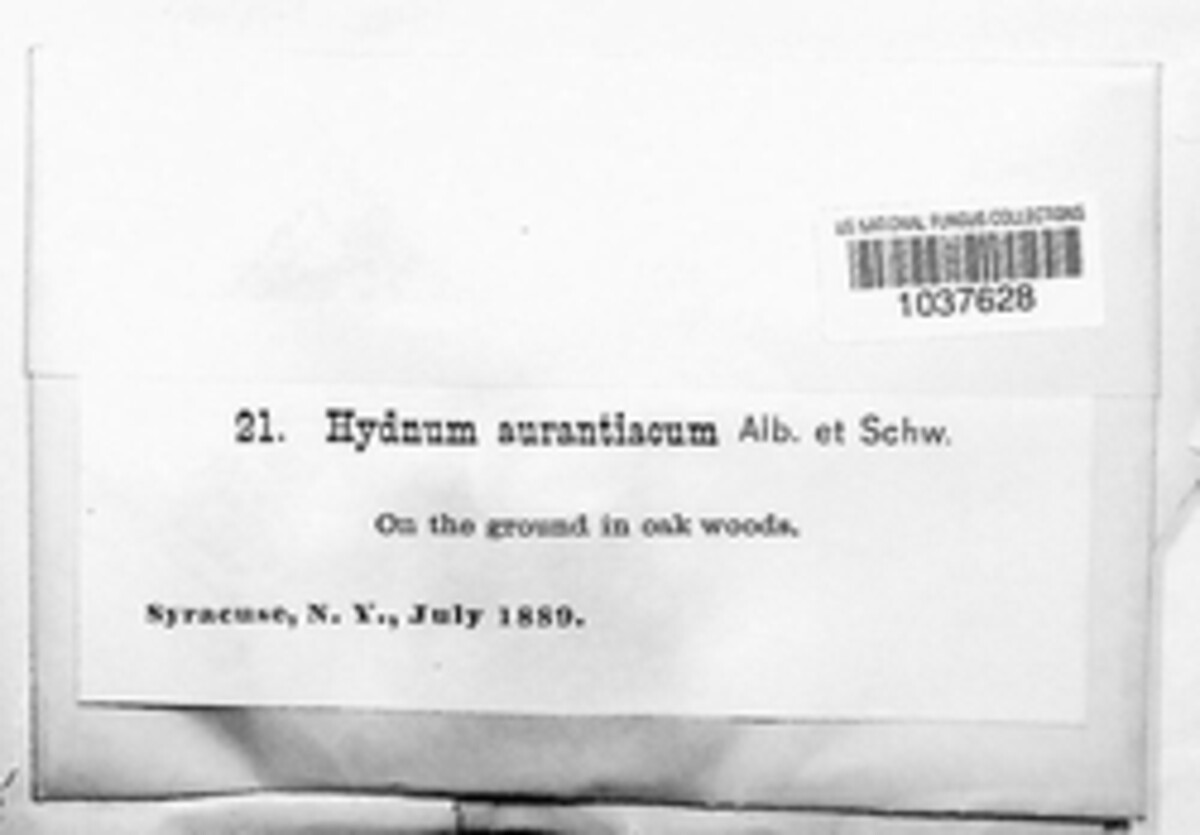 US NATIONAL FUNGUS COLLECTIONS
1037628
21. Hydnum aurantiacum Alb. et Schw.
On the ground in oak woods.
Syracuse, N. Y., July 1889.